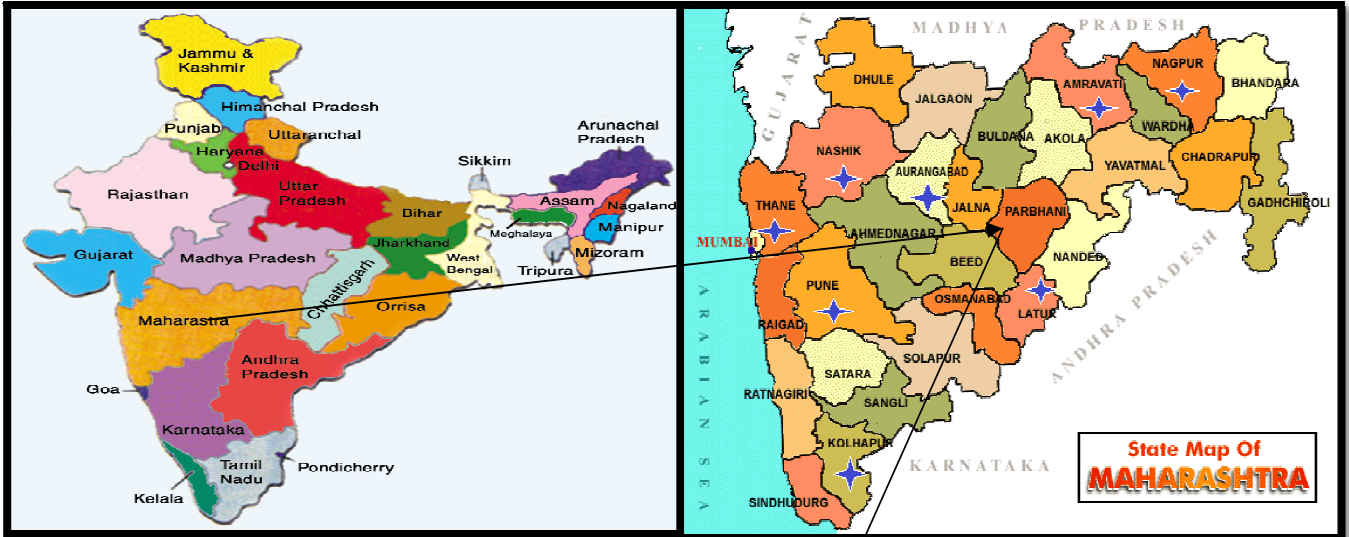 Jammu &
Kashmir
Himanchal Pradesh
Punjab
Uttaranchal
Haryana
Delhi
Arunachal
Pradesh
Sikkim
Rajasthan
Uttar
Pradesh
Bihar
Assam
Nagaland
Meghalaya
Manipur
Jharkhand
Mizoram
Tripura
West
Bengal
Gujarat
Madhya Pradesh
Chhattisgarh
Orrisa
Maharastra
Andhra
Pradesh
Goa
Karnataka
Tamil
Nadu
Pondicherry
Kelala
MADHYA PRADESH
GUJARAT
DHULE
JALGAON
AMRAVATI
NAGPUR
BHANDARA
BULDANA
AKOLA
WARDHA
NASHIK
AURANGABAD
YAVATMAL
CHADRAPUR
THANE
JALNA
PARBHANI
GADHCHIROLI
MUMBAI
AHMEDNAGAR
BEED
NANDED
PUNE
OSMANABAD
LATUR
RAIGAD
SOLAPUR
SATARA
RATNAGIRI
SANGLI
KOLHAPUR
SINDHUDURG
ARABIAN SEA
ANDHRA PRADESH
KARNATAKA
State Map Of
MAHARASHTRA